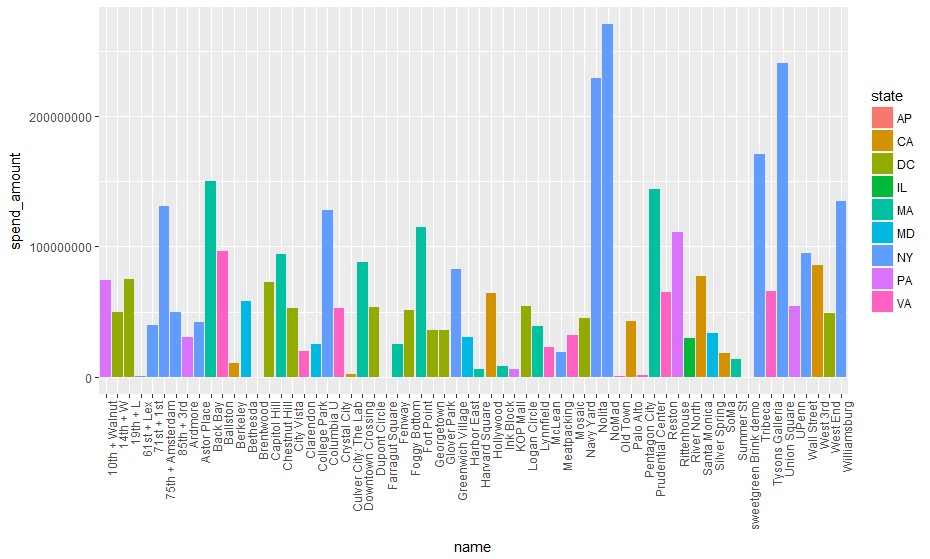 spend_amount
200000000
100000000
0
10th + Walnut
14th + W
19th + L
61st + Lex
71st + 1st
75th + Amsterdam
85th + 3rd
Ardmore
Astor Place
Back Bay
Ballston
Berkeley
Bethesda
Brentwood
Capitol Hill
Chestnut Hill
City Vista
Clarendon
College Park
Columbia U
Crystal City
Culver City: The Lab
Downtown Crossing
Dupont Circle
Farragut Square
Fenway
Foggy Bottom
Fort Point
Georgetown
Glover Park
Greenwich Village
Harbor East
Harvard Square
Hollywood
Ink Block
KOP Mall
Logan Circle
Lynnfield
McLean
Meatpacking
Mosaic
Navy Yard
Nolita
NoMad
Old Town
Palo Alto
Pentagon City
Prudential Center
Reston
Rittenhouse
River North
Santa Monica
Silver Spring
SoMa
Summer St.
sweetgreen Brink demo
Tribeca
Tysons Galleria
Union Square
UPenn
Wall Street
West 3rd
West End
Williamsburg
name
state
AP
CA
DC
IL
MA
MD
NY
PA
VA